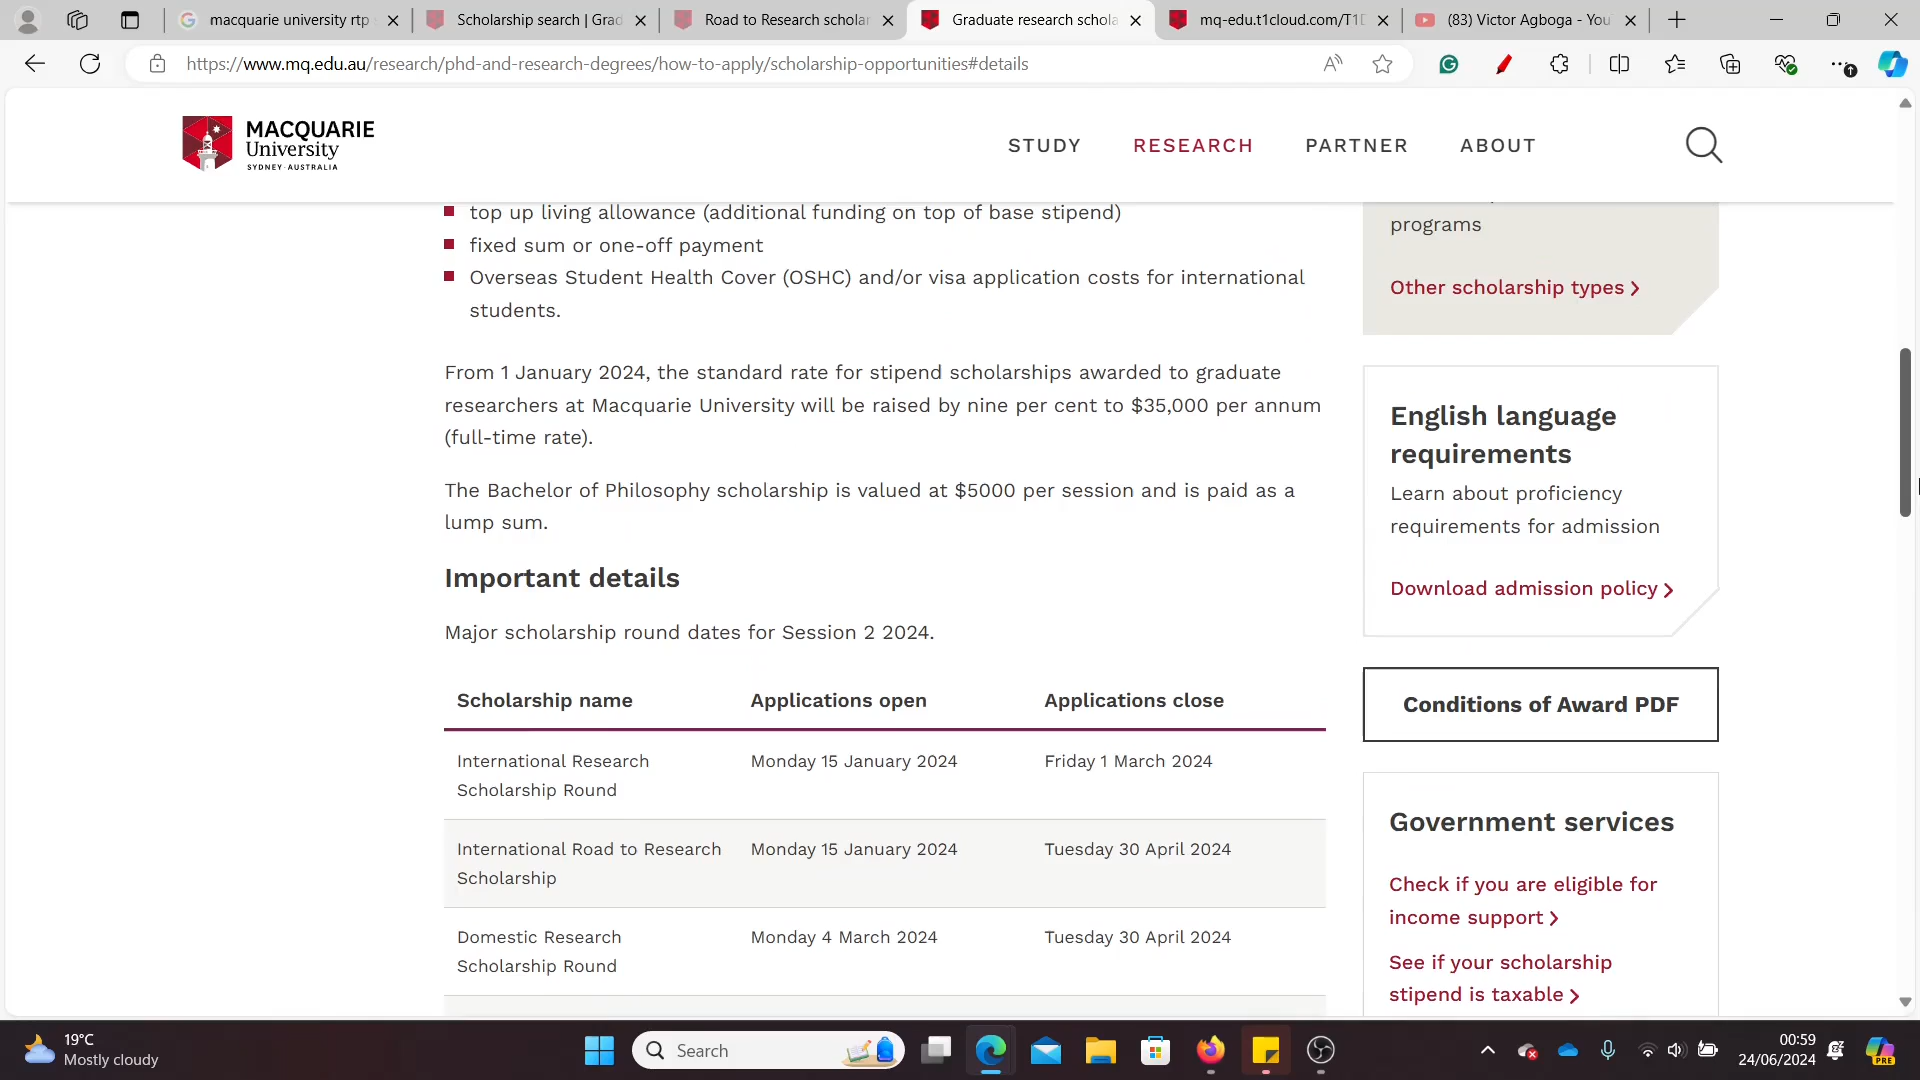 macquarie university rtp
Scholarship search | Grad
Road to Research scholar
Graduate research schola
mq-edu.t1cloud.com/T1D
(83) Victor Agboga - You
https://www.mq.edu.au/research/phd-and-research-degrees/how-to-apply/scholarship-opportunities#details
MACQUARIE
University
SYDNEY·AUSTRALIA
STUDY
RESEARCH
PARTNER
ABOUT
top up living allowance (additional funding on top of base stipend)
fixed sum or one-off payment
Overseas Student Health Cover (OSHC) and/or visa application costs for international
students.
From 1 January 2024, the standard rate for stipend scholarships awarded to graduate
researchers at Macquarie University will be raised by nine per cent to $35,000 per annum
(full-time rate).
The Bachelor of Philosophy scholarship is valued at $5000 per session and is paid as a
lump sum.
Important details
Major scholarship round dates for Session 2 2024.
Scholarship name
Applications open
Applications close
International Research
Scholarship Round
Monday 15 January 2024
Friday 1 March 2024
International Road to Research
Scholarship
Monday 15 January 2024
Tuesday 30 April 2024
Domestic Research
Scholarship Round
Monday 4 March 2024
Tuesday 30 April 2024
programs
Other scholarship types
English language
requirements
Learn about proficiency
requirements for admission
Download admission policy
Conditions of Award PDF
Government services
Check if you are eligible for
income support
See if your scholarship
stipend is taxable
19°C
Mostly cloudy
Search
00:59
24/06/2024
PRE